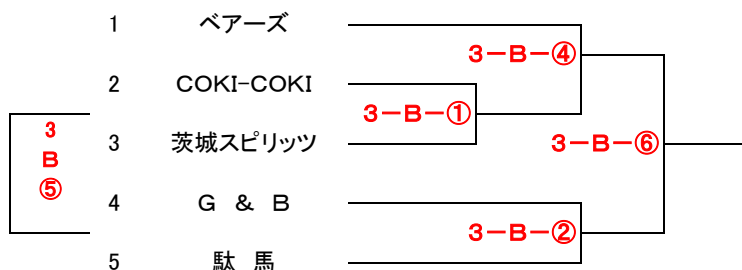 1 ベアーズ
3－B－④
2 COKI-COKI
3－B－①
3 茨城スピリッツ
3
B
⑤
3－B－⑥
4 G & B
3－B－②
5 駄 馬